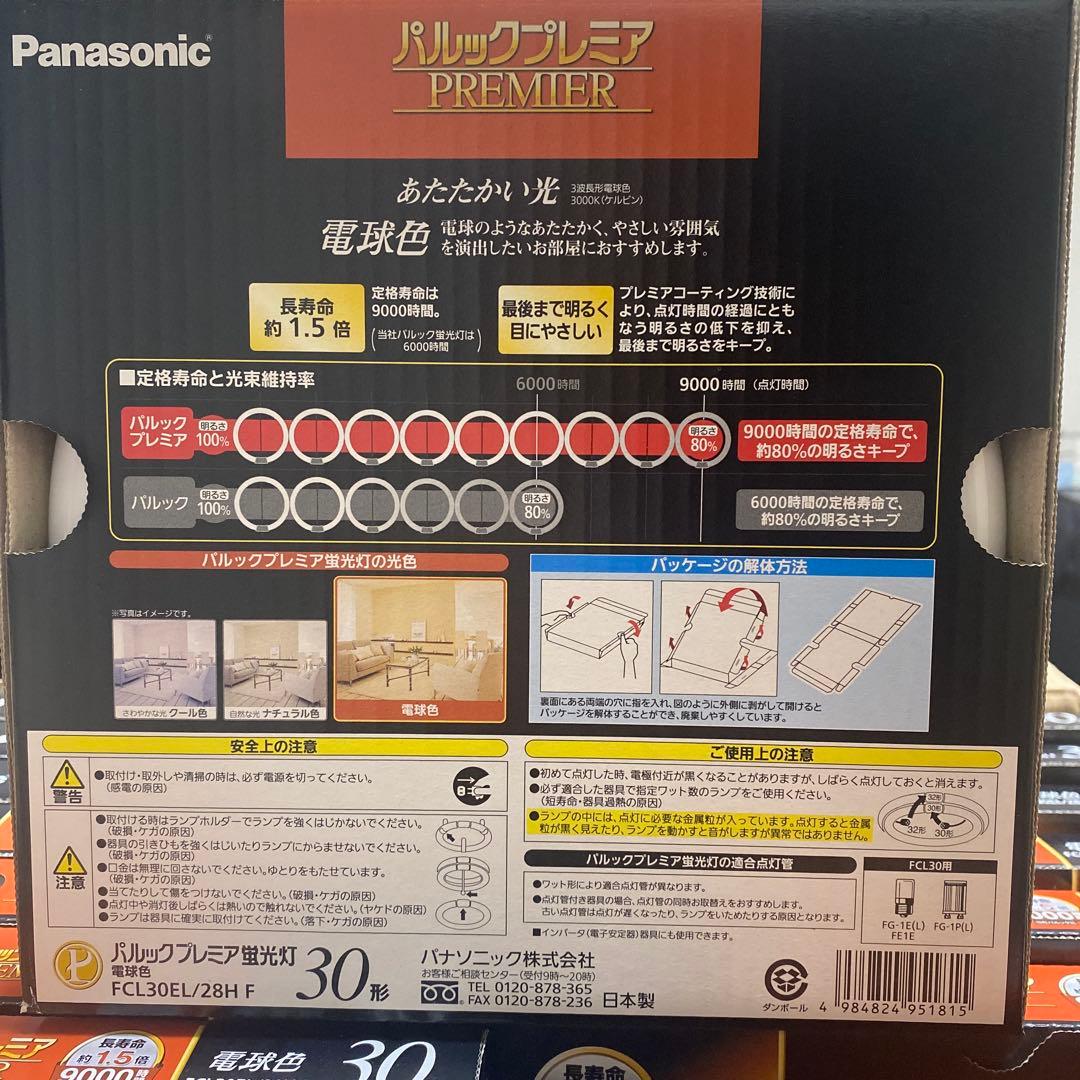 Panasonic®
パルックプレミア
PREMIER
あたたかい光 3波長形電球色
3000K(ケルビン)
電球色
電球のようなあたたかく、やさしい雰囲気
を演出したいお部屋におすすめします。
長寿命
約1.5倍
定格寿命は
9000時間。
(当社パルック蛍光灯は
6000時間)
最後まで明るく
目にやさしい
プレミアコーティング技術に
より、点灯時間の経過にとも
なう明るさの低下を抑え、
最後まで明るさをキープ。
■定格寿命と光束維持率
6000時間
9000時間(点灯時間)
パルック
プレミア
明るさ
100%
明るさ
80%
9000時間の定格寿命で、
約80%の明るさキープ
パルック
明るさ
100%
明るさ
80%
6000時間の定格寿命で、
約80%の明るさキープ
パルックプレミア蛍光灯の光色
※写真はイメージです。
さわやかな光 クール色
自然な光 ナチュラル色
電球色
パッケージの解体方法
裏面にある両端の穴に指を入れ、図のように外側に剥がして開けると
パッケージを解体することができ、廃棄しやすくしています。
安全上の注意
警告
●取付け・取外しや清掃の時は、必ず電源を切ってください。
(感電の原因)
注意
●取付ける時はランプホルダーでランプを強くはじかないでください。
(破損・ケガの原因)
●器具の引きひもを強くはじいたりランプにからませないでください。
(破損・ケガの原因)
●口金は無理に回さないでください。ゆとりをもたせています。
(破損・ケガの原因)
●当てたりして傷をつけないでください。(破損・ケガの原因)
●点灯中や消灯後しばらくは熱いので触れないでください。(ヤケドの原因)
●ランプは器具に確実に取付けてください。(落下・ケガの原因)
ご使用上の注意
●初めて点灯した時、電極付近が黒くなることがありますが、しばらく点灯しておくと消えます。
●必ず適合した器具で指定ワット数のランプをご使用ください。
(短寿命・器具過熱の原因)
●ランプの中には、点灯に必要な金属粒が入っています。点灯すると金属
粒が黒く見えたり、ランプを動かすと音がしますが異常ではありません。
32形
30形
32形
30形
パルックプレミア蛍光灯の適合点灯管
●ワット形により適合点灯管が異なります。
●点灯管付き器具の場合、点灯管の同時お取替えをおすすめします。
古い点灯管は点灯が遅くなったり、ランプをいためたりする原因となります。
■インバータ(電子安定器)器具にも使用できます。
FCL30用
FG-1E(L)
FE1E
FG-1P(L)
パルックプレミア蛍光灯
電球色
FCL30EL/28H F
30形
パナソニック株式会社
お客様ご相談センター(受付9時〜20時)
TEL 0120-878-365
FAX 0120-878-236
日本製
ダンボール
4 984824 951815
長寿命
約1.5倍
電球色
30
長寿命